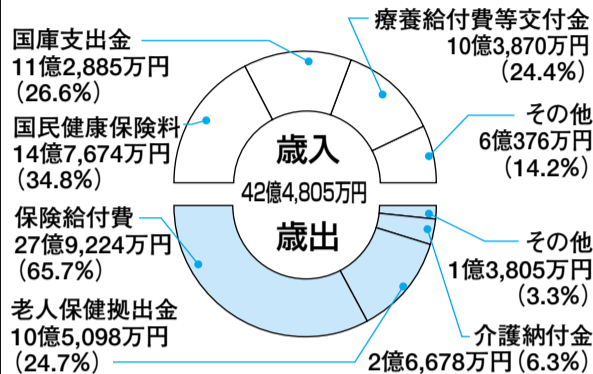 国庫支出金
11億2,885万円
(26.6%)
国民健康保険料
14億7,674万円
(34.8%)
療養給付費等交付金
10億3,870万円
(24.4%)
その他
6億376万円
(14.2%)
歳入
42億4,805万円
歳出
保険給付費
27億9,224万円
(65.7%)
老人保健拠出金
10億5,098万円
(24.7%)
その他
1億3,805万円
(3.3%)
介護納付金
2億6,678万円(6.3%)